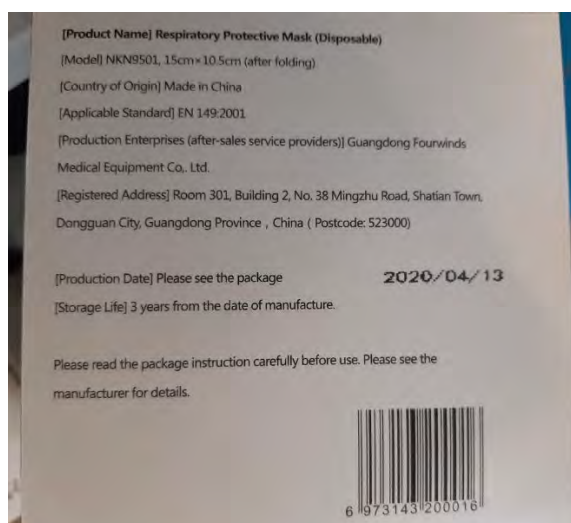 [Product Name] Respiratory Protective Mask (Disposable)
[Model] NKN9501, 15cm×10.5cm (after folding)
[Country of Origin] Made in China
[Applicable Standard] EN 149:2001
[Production Enterprises (after-sales service providers)] Guangdong Fourwinds
Medical Equipment Co,. Ltd.
[Registered Address] Room 301, Building 2, No. 38 Mingzhu Road, Shatian Town,
Dongguan City, Guangdong Province , China ( Postcode: 523000)
[Production Date] Please see the package 2020/04/13
[Storage Life] 3 years from the date of manufacture.
Please read the package instruction carefully before use. Please see the
manufacturer for details.
6 973143 200016